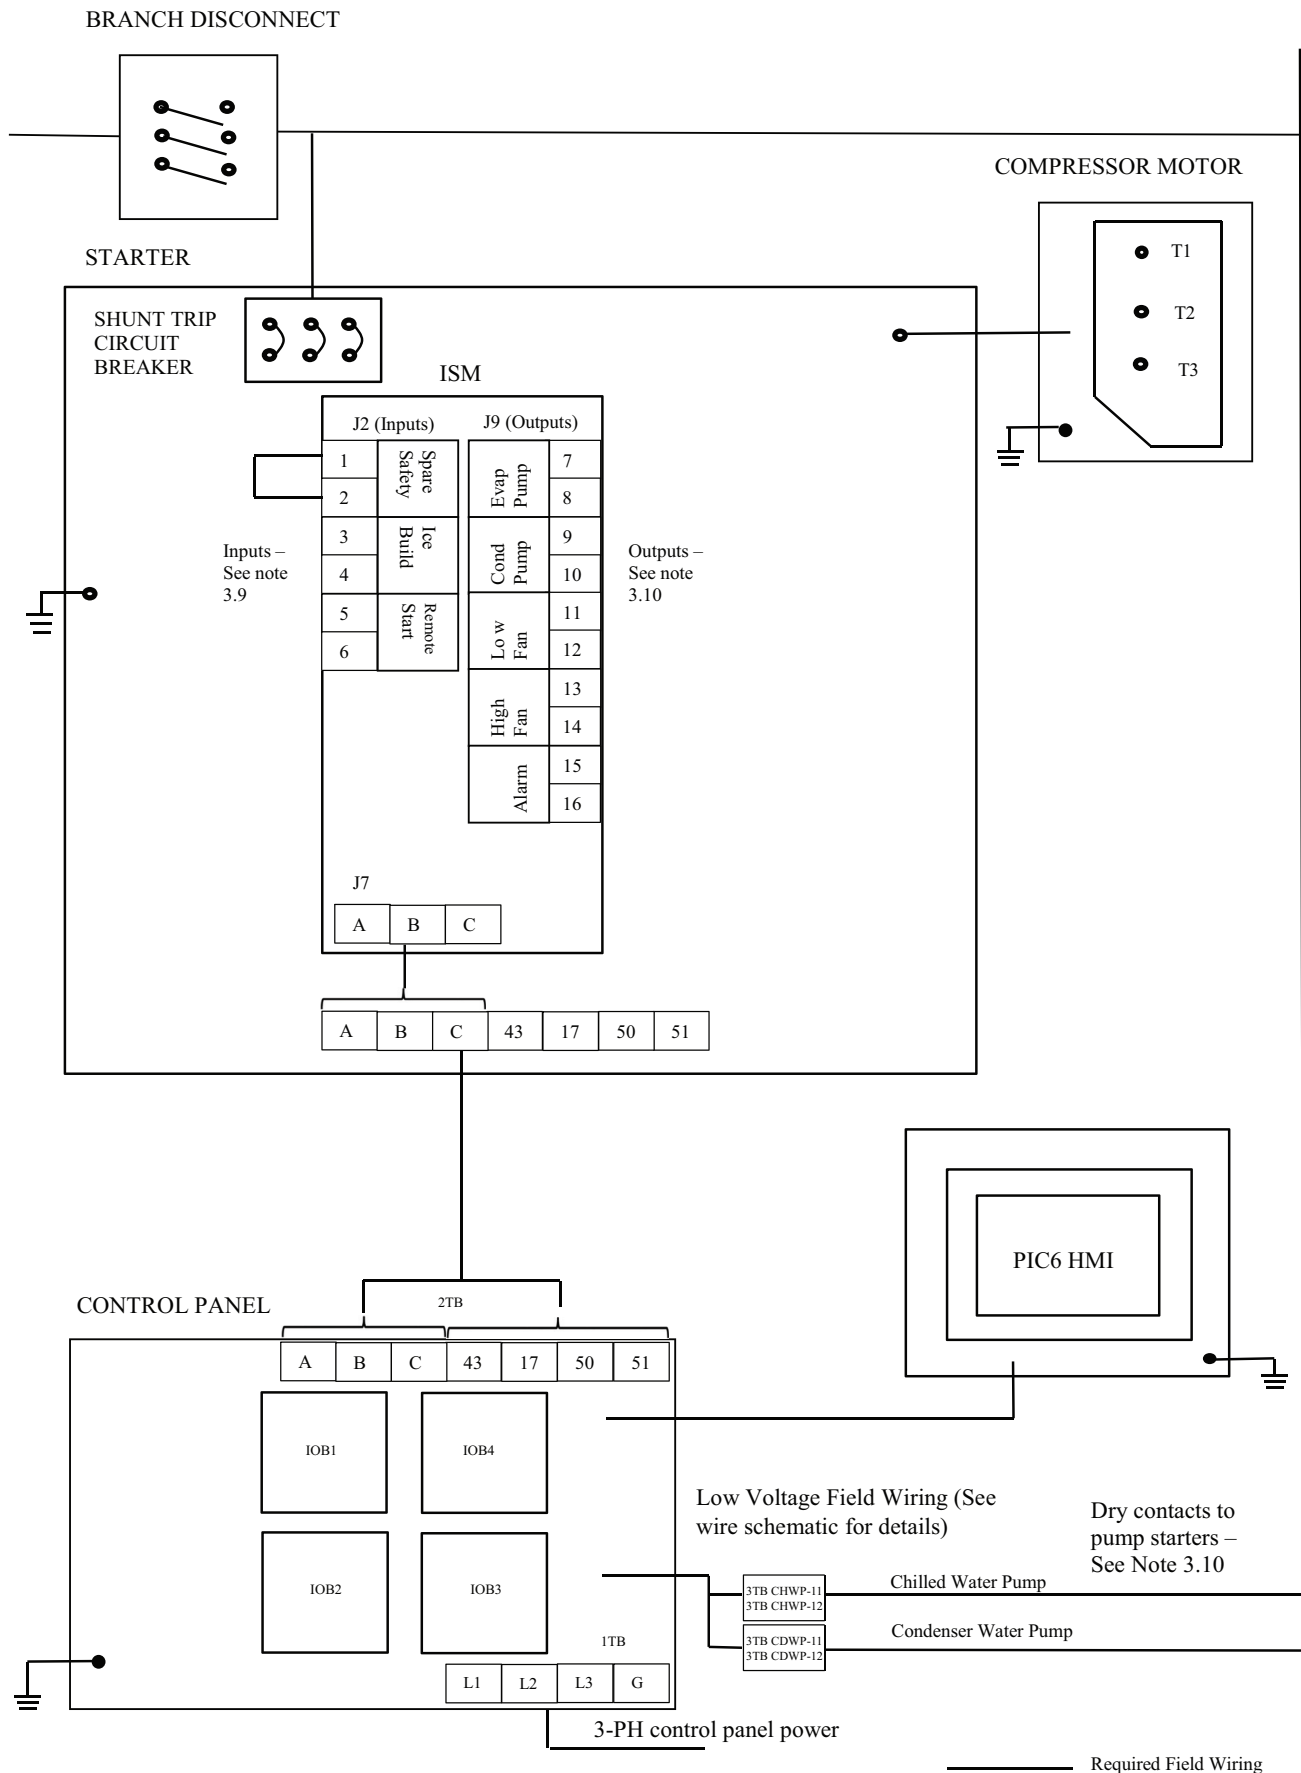 BRANCH DISCONNECT
COMPRESSOR MOTOR
T1
T2
T3
STARTER
SHUNT TRIP
CIRCUIT
BREAKER
ISM
J2 (Inputs)
J9 (Outputs)
1
2
3
4
5
6
Spare
Safety
Ice
Build
Remote
Start
Evap
Pump
Cond
Pump
Lo w
Fan
High
Fan
Alarm
7
8
9
10
11
12
13
14
15
16
Inputs –
See note
3.9
Outputs –
See note
3.10
J7
A B C
A B C 43 17 50 51
PIC6 HMI
CONTROL PANEL
2TB
A B C 43 17 50 51
IOB1
IOB4
IOB2
IOB3
Low Voltage Field Wiring (See
wire schematic for details)
Dry contacts to
pump starters –
See Note 3.10
3TB CHWP-11
3TB CHWP-12
Chilled Water Pump
3TB CDWP-11
3TB CDWP-12
Condenser Water Pump
1TB
L1 L2 L3 G
3-PH control panel power
Required Field Wiring